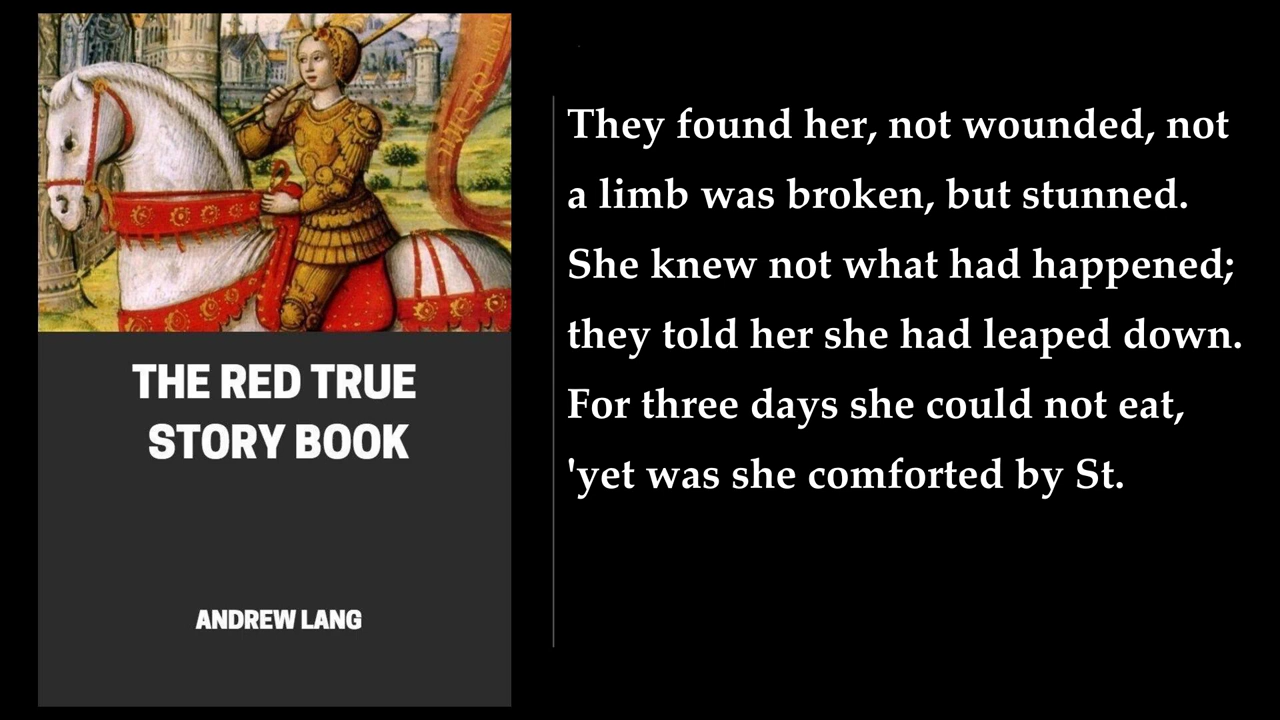 THE RED TRUE
STORY BOOK
ANDREW LANG
They found her, not wounded, not
a limb was broken, but stunned.
She knew not what had happened;
they told her she had leaped down.
For three days she could not eat,
'yet was she comforted by St.